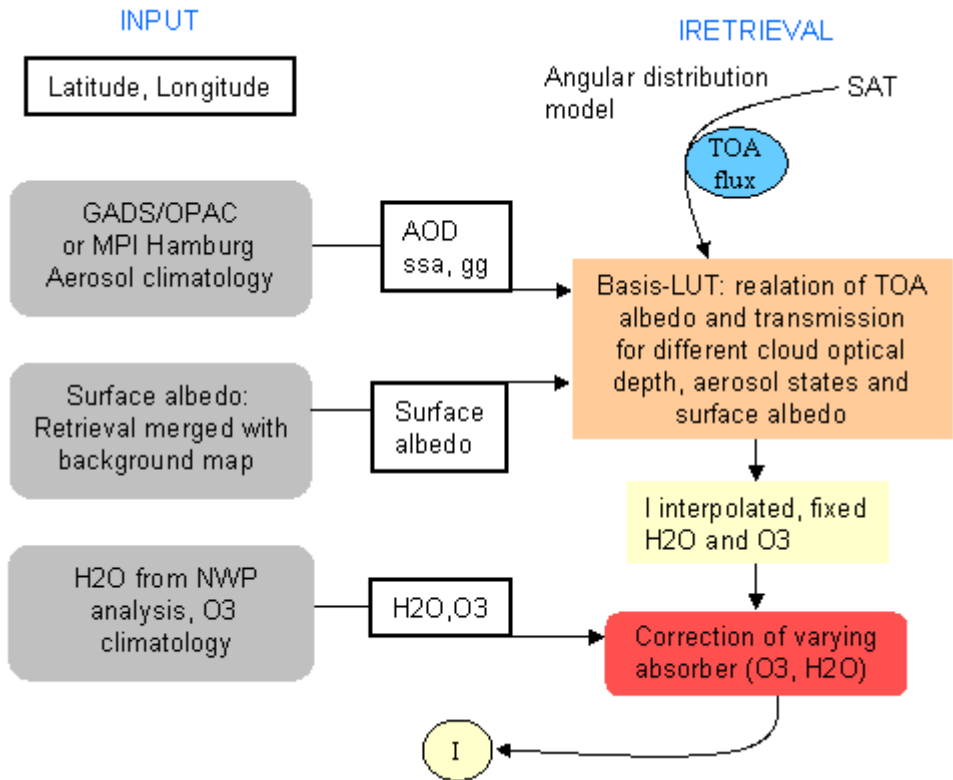 INPUT
IRETRIEVAL
Latitude, Longitude
Angular distribution
model
SAT
TOA
flux
GADS/OPAC
or MPI Hamburg
Aerosol climatology
AOD
ssa, gg
Basis-LUT: realation of TOA
albedo and transmission
for different cloud optical
depth, aerosol states and
surface albedo
Surface albedo:
Retrieval merged with
background map
Surface
albedo
I interpolated, fixed
H2O and O3
H2O from NWP
analysis, O3
climatology
H2O,O3
Correction of varying
absorber (O3, H2O)
I